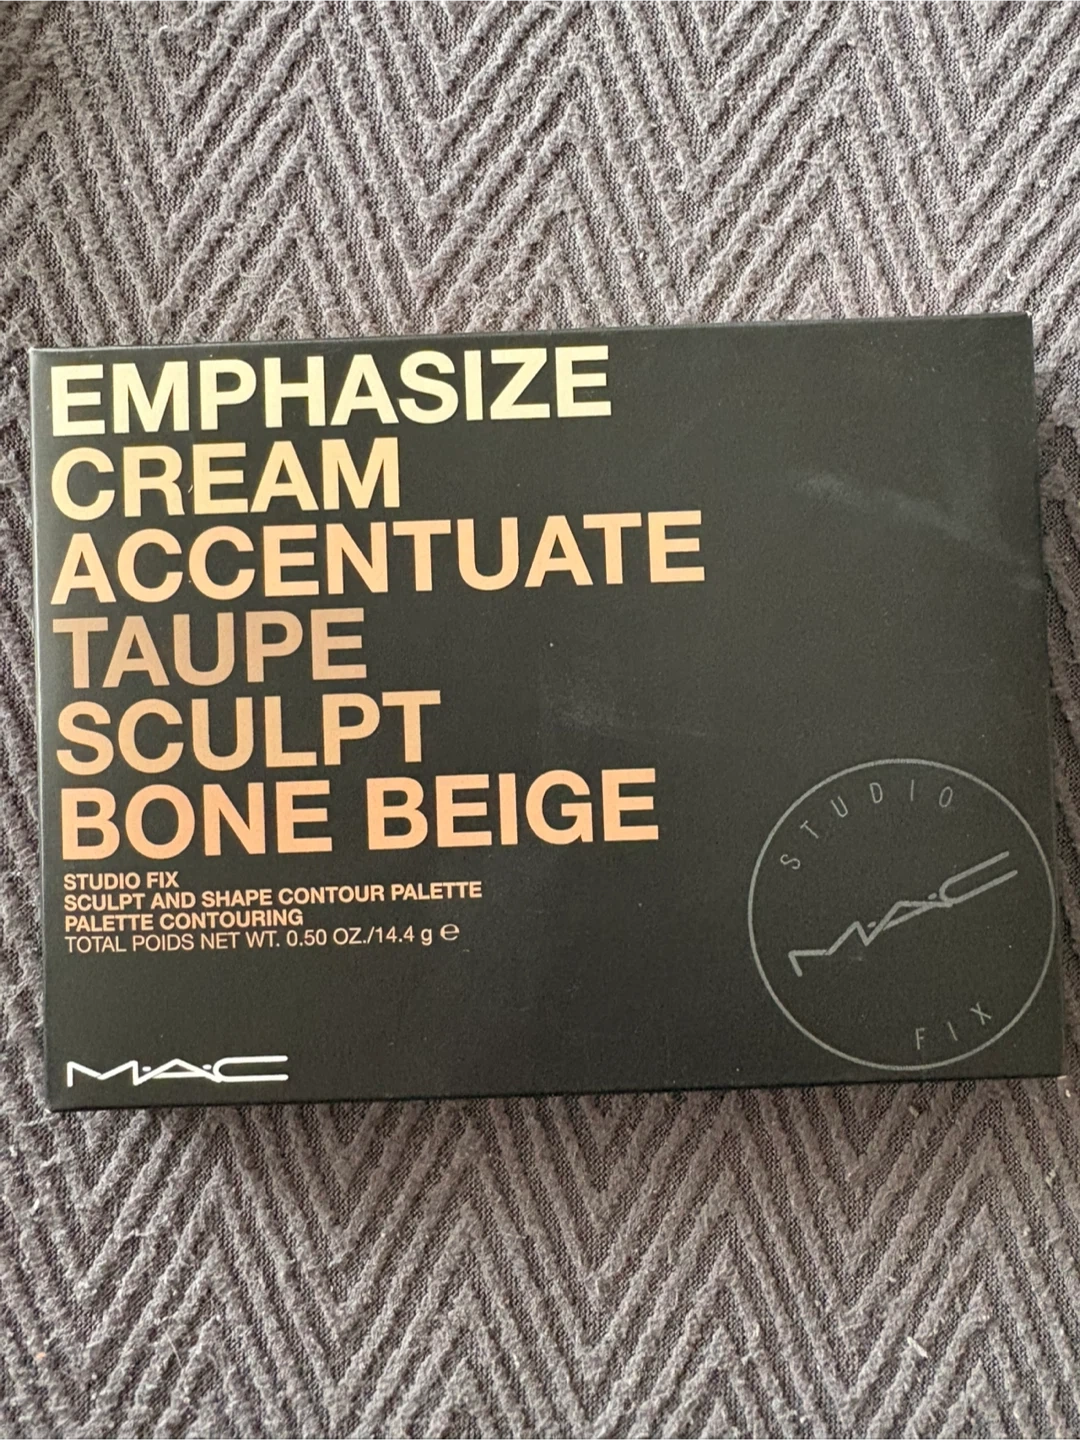 EMPHASIZE
CREAM
ACCENTUATE
TAUPE
SCULPT
BONE BEIGE
STUDIO FIX
SCULPT AND SHAPE CONTOUR PALETTE
PALETTE CONTOURING
TOTAL POIDS NET WT. 0.50 OZ./14.4 g ℮
M·A·C
STUDIO
M·A·C
FIX